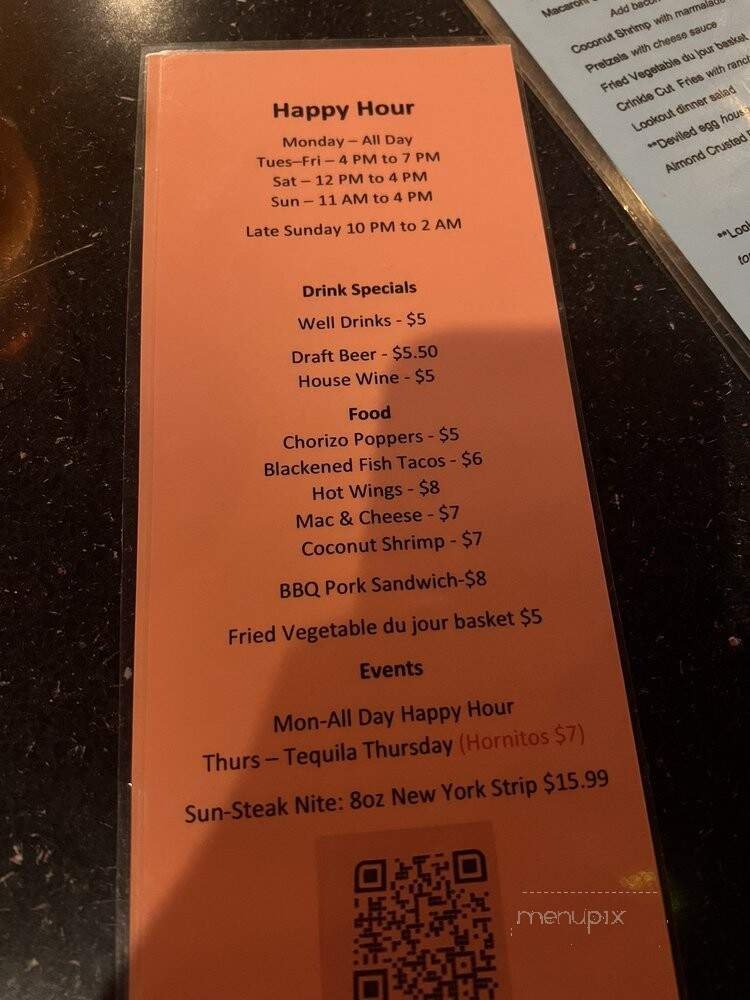 Happy Hour
Monday – All Day
Tues–Fri – 4 PM to 7 PM
Sat – 12 PM to 4 PM
Sun – 11 AM to 4 PM
Late Sunday 10 PM to 2 AM
Drink Specials
Well Drinks - $5
Draft Beer - $5.50
House Wine - $5
Food
Chorizo Poppers - $5
Blackened Fish Tacos - $6
Hot Wings - $8
Mac & Cheese - $7
Coconut Shrimp - $7
BBQ Pork Sandwich-$8
Fried Vegetable du jour basket $5
Events
Mon-All Day Happy Hour
Thurs – Tequila Thursday (Hornitos $7)
Sun-Steak Nite: 8oz New York Strip $15.99
Macaroni
Add bacon
Coconut Shrimp with marmalade
Pretzels with cheese sauce
Fried Vegetable du jour basket
Crinkle Cut Fries with ranch
Lookout dinner salad
**Deviled egg
Almond Crusted
menupix